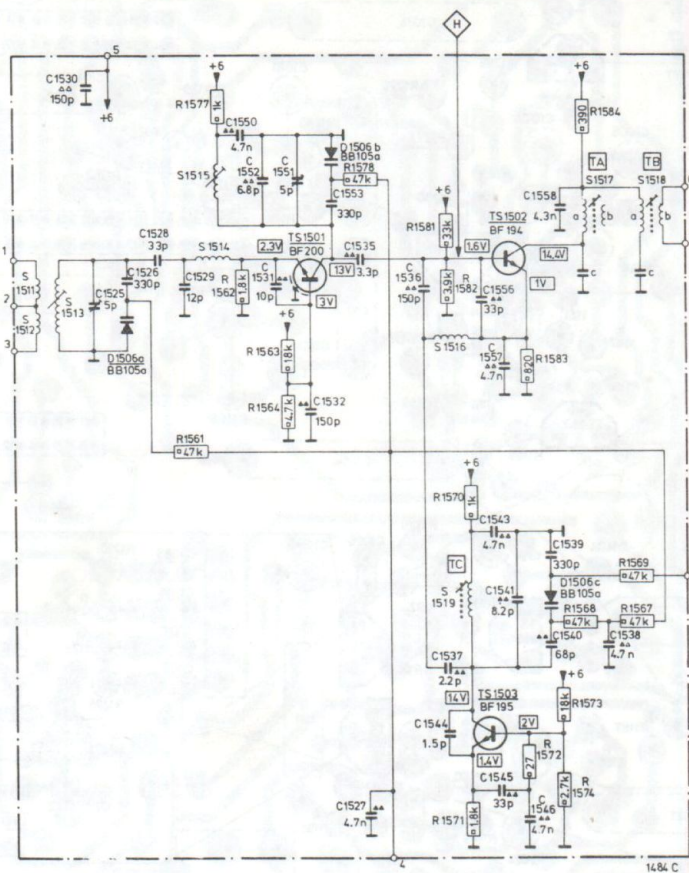 H
5
C1530
△△
150p
+6
+6
R1577
1k
C1550
4.7n
S1515
C
1552
6.8p
C
1551
5p
D1506b
BB105a
R1578
47k
C1553
330p
+6
390
R1584
TA
TB
S1517
S1518
C1558
4.3n
a
b
a
b
c
c
+6
R1581
33k
TS1502
BF 194
1,6V
14,4V
1V
1
2
3
S
1511
S
1512
S
1513
C1525
5p
C1528
33p
C1526
330p
D1506a
BB105a
S1514
C1529
12p
2.3V
R
1562
1,8k
C
1531
10p
TS1501
BF200
13V
3V
C1535
3.3p
C
1536
150p
3.9k
R
1582
C1556
33p
S1516
C
1557
4.7n
820
R1583
R1563
18k
R1564
4,7k
C1532
150p
R1561
47k
+6
R1570
1k
C1543
4.7n
C1539
330p
R1569
47k
TC
S
1519
C1541
8.2p
D1506c
BB105a
R1568
47k
R1567
47k
C1540
68p
C1538
4.7n
C1537
2.2p
14V
TS1503
BF195
+6
18k
R1573
C1544
1.5p
2V
1,4V
27
R
1572
C1545
33p
R1571
1,8k
C
1546
4.7n
2,7k
R
1574
C1527
4.7n
4
1484 C